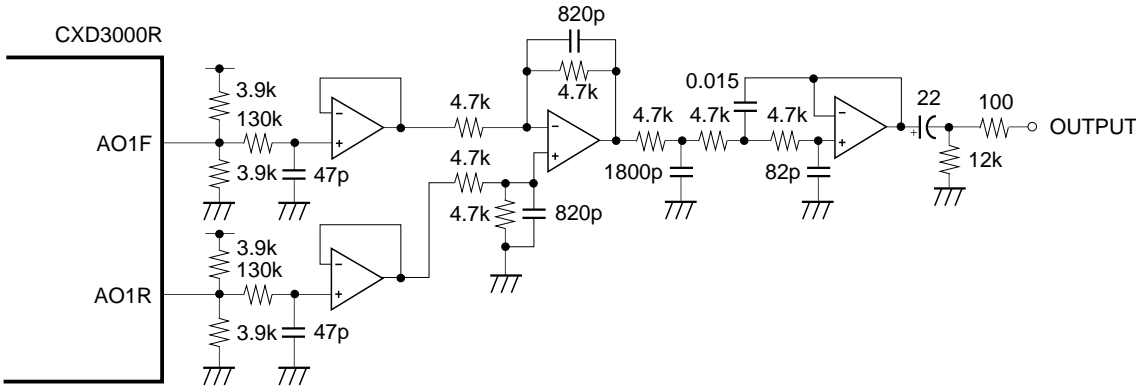 820p
CXD3000R
3.9k
130k
AO1F
3.9k
47p
4.7k
4.7k
−
+
−
+
4.7k
4.7k
820p
4.7k
1800p
0.015
4.7k
4.7k
82p
−
+
22
+
100
OUTPUT
12k
3.9k
130k
AO1R
3.9k
47p
−
+